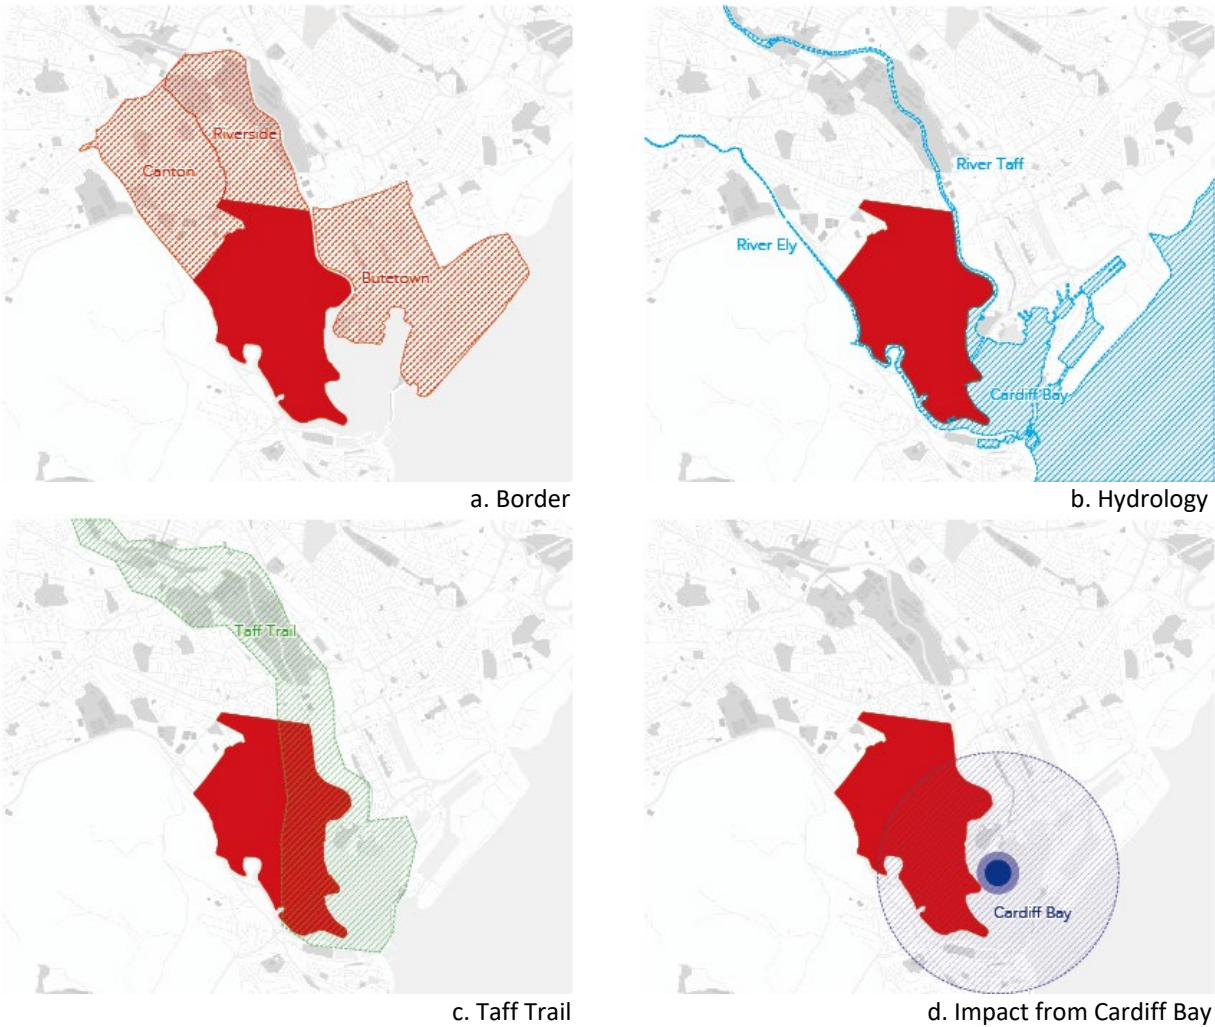 Riverside
Canton
Butetown
a. Border
River Taff
River Ely
Cardiff Bay
b. Hydrology
Taff Trail
c. Taff Trail
Cardiff Bay
d. Impact from Cardiff Bay